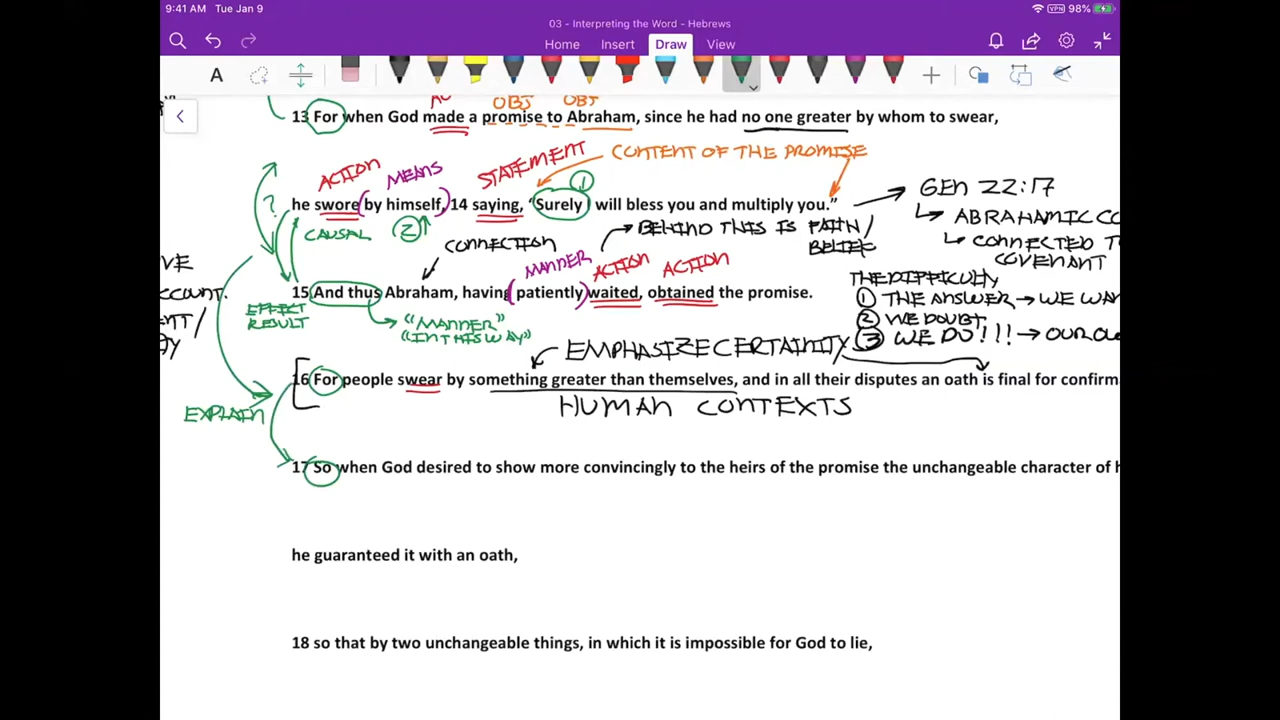 9:41 AM Tue Jan 9
98%
VPN
03 - Interpreting the Word - Hebrews
Home Insert Draw View
A
OBJ OBJ
13 For when God made a promise to Abraham, since he had no one greater by whom to swear,
ACTION MEANS STATEMENT CONTENT OF THE PROMISE
1
GEN 22:17
?
he swore (by himself,) 14 saying, "Surely I will bless you and multiply you."
CAUSAL 2
BEHIND THIS IS FAITH/
BELIEF
ABRAHAMIC CO
CONNECTION
CONNECTED T
COVENANT
VE
MANNER ACTION ACTION
THE DIFFICULTY
COUNT.
15 And thus Abraham, having (patiently) waited, obtained the promise.
1 THE ANSWER → WE WA
EFFECT
RESULT
"MANNER"
"IN THIS WAY"
2 WE DOUBT
3 WE DO!!! → OUR OW
EMPHASIZE CERTAINITY
16 For people swear by something greater than themselves, and in all their disputes an oath is final for confirm
HUMAN CONTEXTS
EXPLAIN
17 So when God desired to show more convincingly to the heirs of the promise the unchangeable character of h
he guaranteed it with an oath,
18 so that by two unchangeable things, in which it is impossible for God to lie,